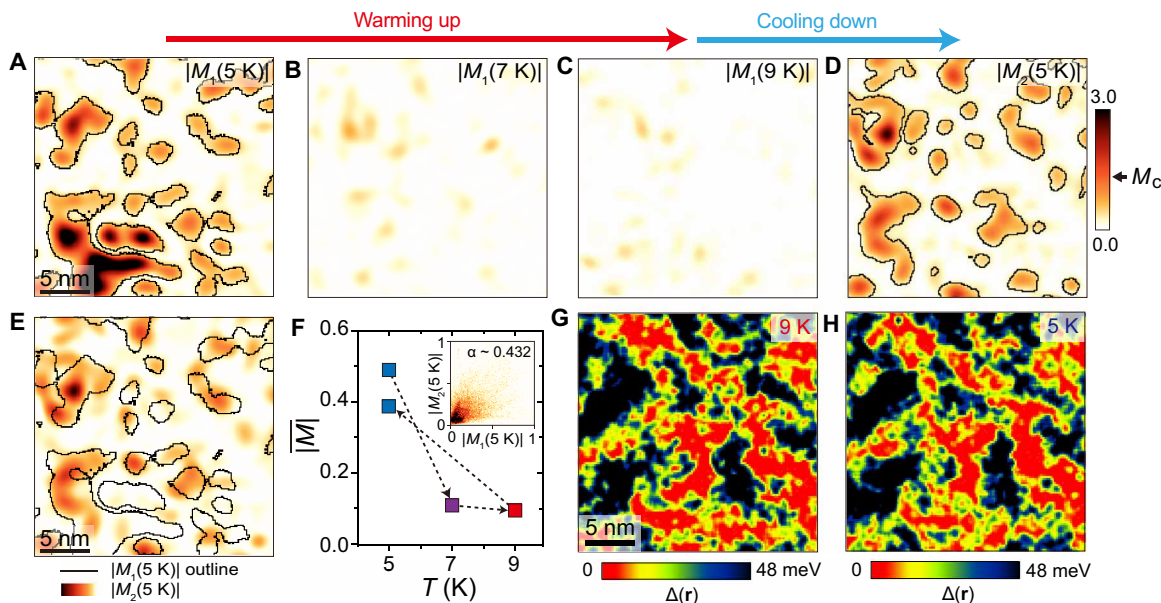 Warming up
Cooling down
A
|M₁(5 K)|
5 nm
B
|M₁(7 K)|
C
|M₁(9 K)|
D
|M₂(5 K)|
3.0
M_C
0.0
E
5 nm
|M₁(5 K)| outline
|M₂(5 K)|
F
0.6
0.4
0.2
0.0
|M|
5
7
9
T (K)
1
α ~ 0.432
|M₂(5 K)|
0
0
|M₁(5 K)|
1
G
9 K
5 nm
0
48 meV
Δ(r)
H
5 K
0
48 meV
Δ(r)